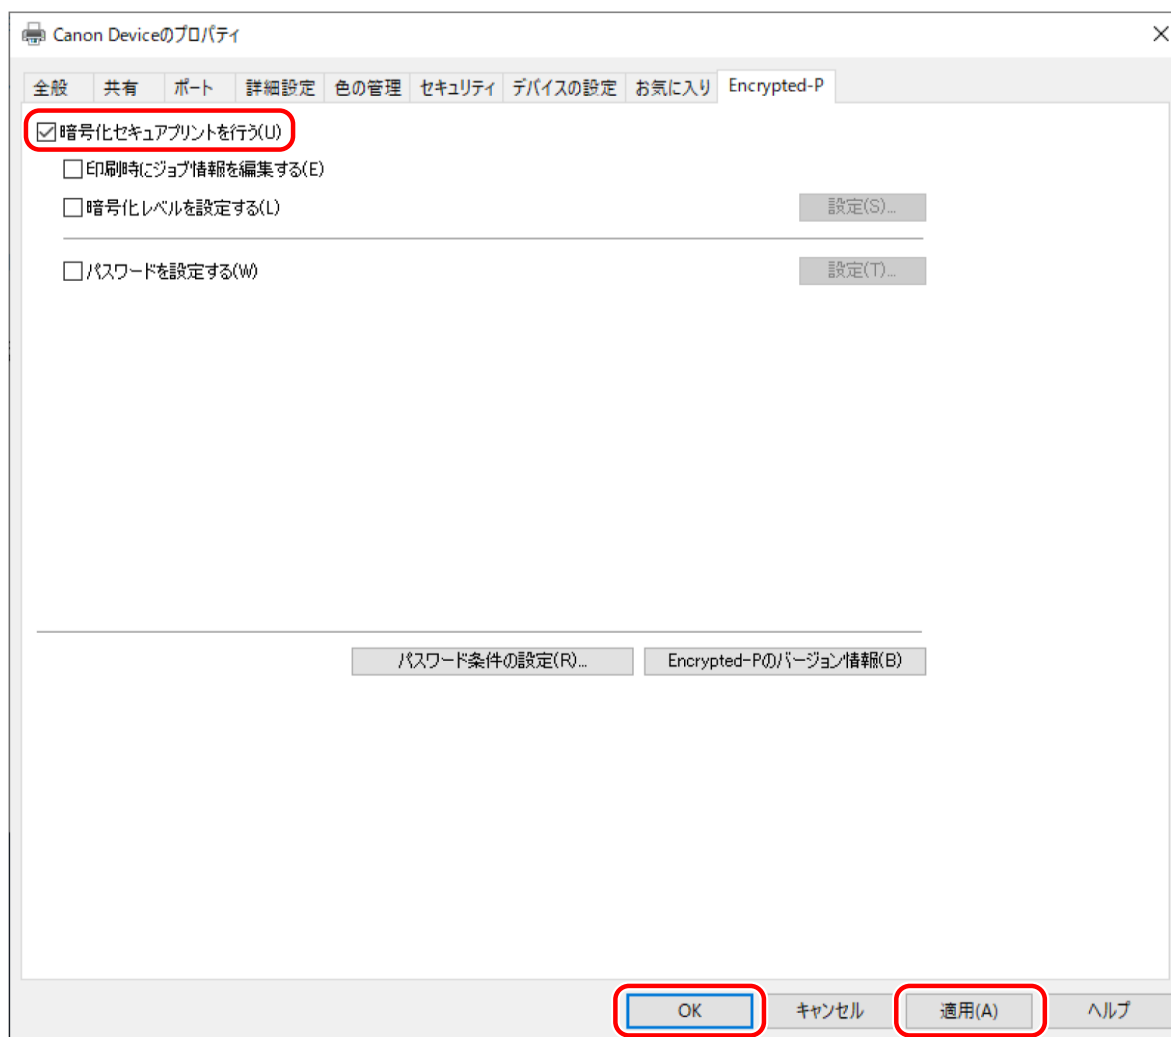 Canon Deviceのプロパティ
全般 共有 ポート 詳細設定 色の管理 セキュリティ デバイスの設定 お気に入り Encrypted-P
暗号化セキュアプリントを行う(U)
印刷時にジョブ情報を編集する(E)
暗号化レベルを設定する(L) 設定(S)...
パスワードを設定する(W) 設定(T)...
パスワード条件の設定(R)... Encrypted-Pのバージョン情報(B)
OK キャンセル 適用(A) ヘルプ